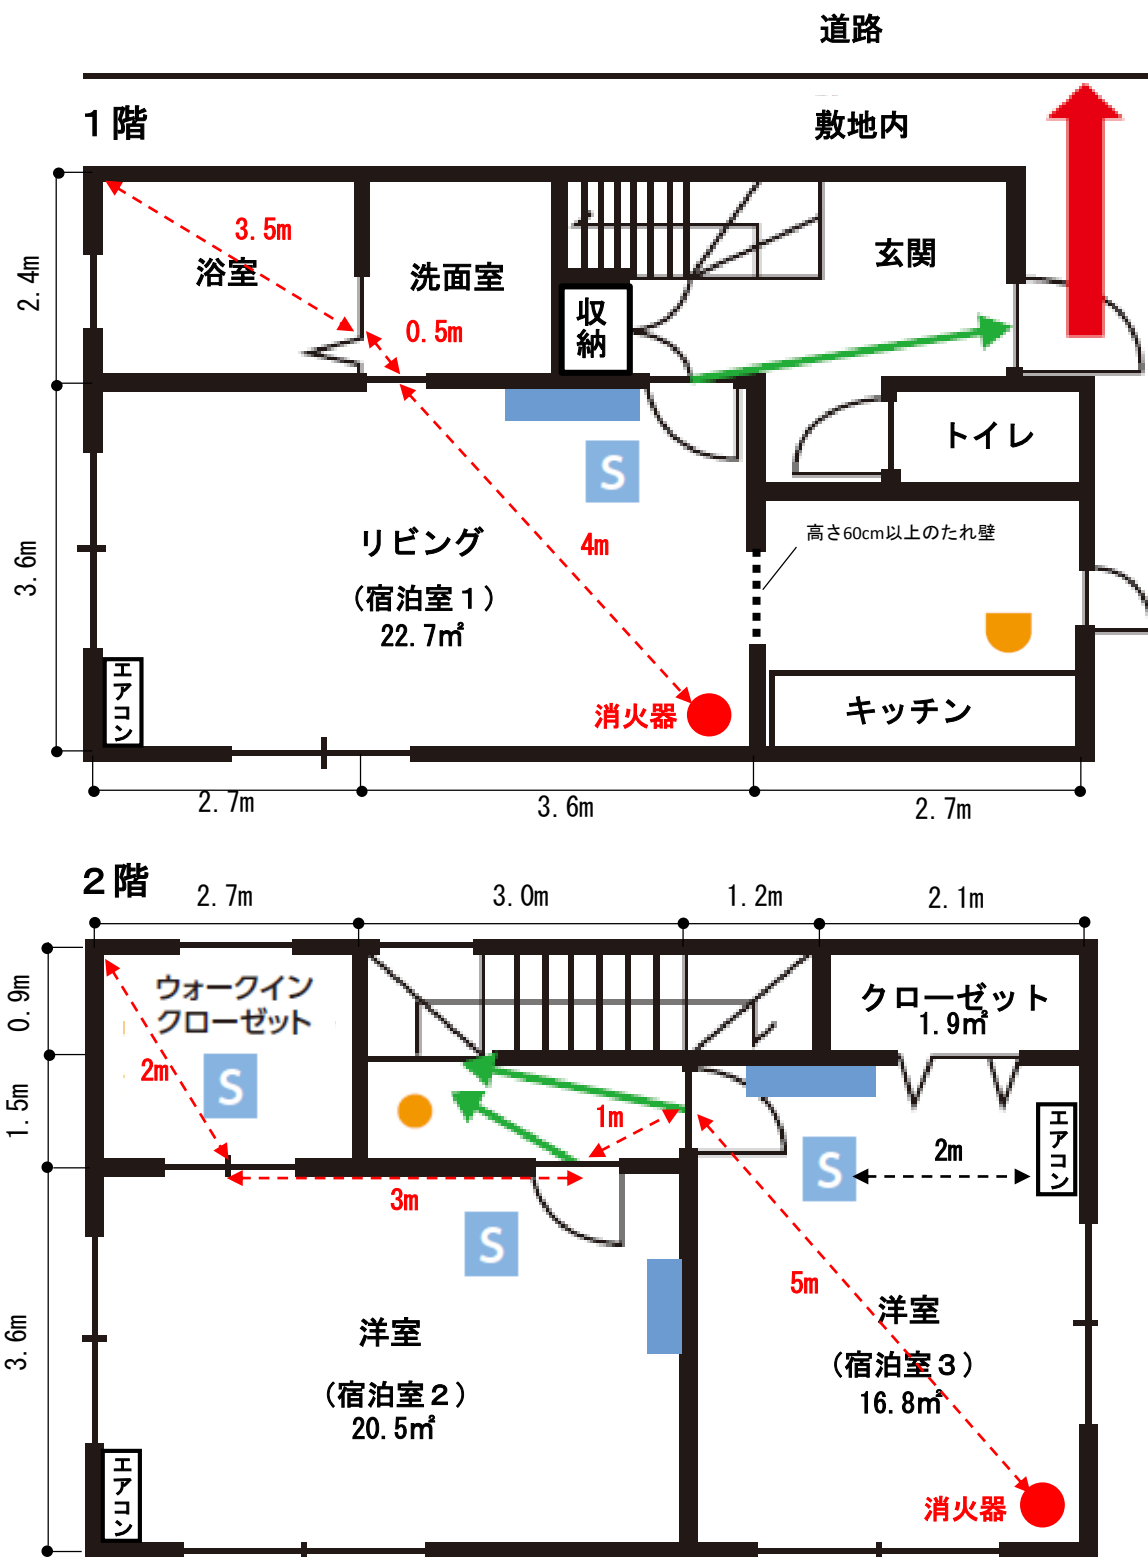 道路
1階
敷地内
3.5m
浴室
洗面室
玄関
2.4m
0.5m
収納
トイレ
S
リビング
4m
高さ60cm以上のたれ壁
(宿泊室1)
22.7㎡
3.6m
エアコン
消火器
キッチン
2.7m
3.6m
2.7m
2階
2.7m
3.0m
1.2m
2.1m
0.9m
ウォークイン
クローゼット
クローゼット
1.9㎡
2m
S
1.5m
1m
エアコン
S
2m
3m
S
5m
洋室
洋室
3.6m
(宿泊室2)
20.5㎡
(宿泊室3)
16.8㎡
エアコン
消火器